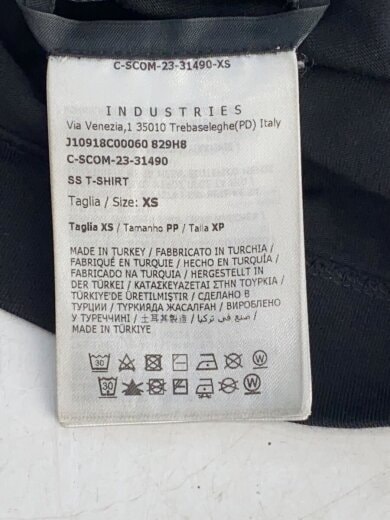 C-SCOM-23-31490-XS
INDUSTRIES
Via Venezia,1 35010 Trebaseleghe(PD) Italy
J10918C00060 829H8
C-SCOM-23-31490
SS T-SHIRT
Taglia / Size: XS
Taglia XS / Tamanho PP / Talla XP
MADE IN TURKEY / FABBRICATO IN TURCHIA /
FABRIQUÉ EN TURQUIE / HECHO EN TURQUÍA /
FABRICADO NA TURQUIA / HERGESTELLT IN
DER TÜRKEI / ΚΑΤΑΣΚΕΥΑΖΕΤΑΙ ΣΤΗΝ ΤΟΥΡΚΙΑ /
TÜRKİYE'DE ÜRETİLMİŞTİR / СДЕЛАНО В
ТУРЦИИ / ТУРКИЯДА ЖАСАЛҒАН / ВИРОБЛЕНО
У ТУРЕЧЧИНІ / 土耳其製造 / صنع في تركيا /
MADE IN TÜRKİYE
30 W
30 W